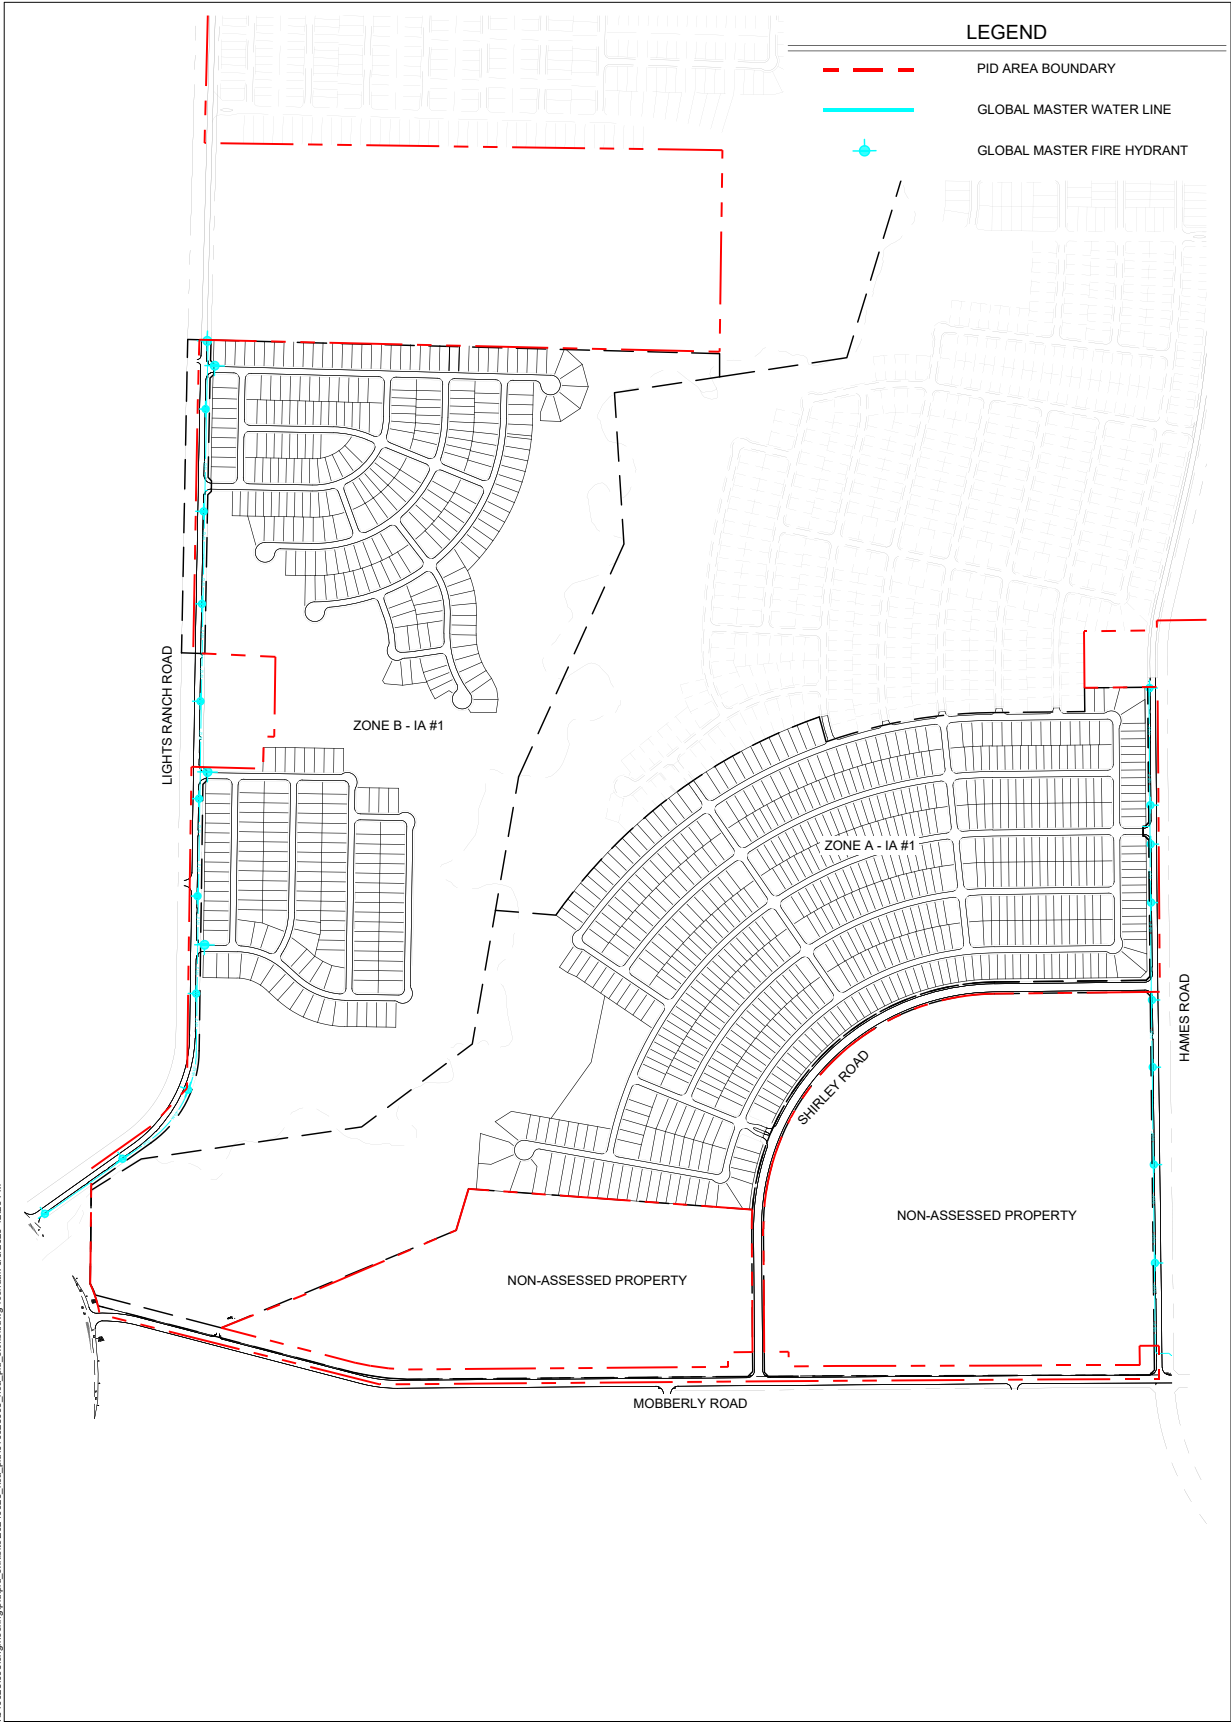 LEGEND
PID AREA BOUNDARY
GLOBAL MASTER WATER LINE
GLOBAL MASTER FIRE HYDRANT
LIGHTS RANCH ROAD
ZONE B - IA #1
ZONE A - IA #1
HAMES ROAD
SHIRLEY ROAD
NON-ASSESSED PROPERTY
NON-ASSESSED PROPERTY
MOBBERLY ROAD